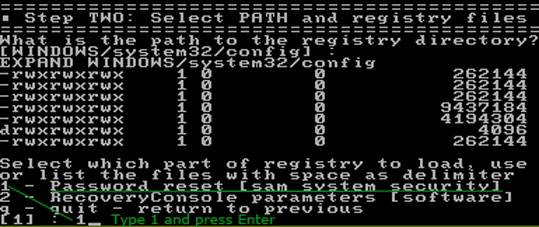 =========================================================
▪ Step TWO: Select PATH and registry files
=========================================================
What is the path to the registry directory?
[WINDOWS/system32/config] :
EXPAND WINDOWS/system32/config
-rwxrwxrwx 1 0 0 262144
-rwxrwxrwx 1 0 0 262144
-rwxrwxrwx 1 0 0 262144
-rwxrwxrwx 1 0 0 9437184
-rwxrwxrwx 1 0 0 4194304
drwxrwxrwx 1 0 0 4096
-rwxrwxrwx 1 0 0 262144
Select which part of registry to load, use
or list the files with space as delimiter
1 - Password reset [sam system security]
2 - RecoveryConsole parameters [software]
q - quit - return to previous
[1] : 1_ Type 1 and press Enter